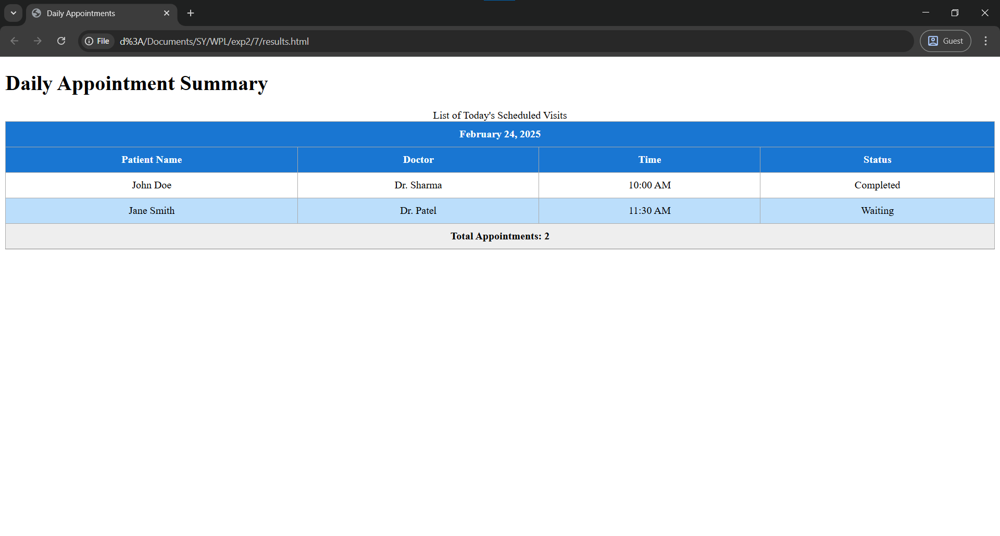 Daily Appointments
File d%3A/Documents/SY/WPL/exp2/7/results.html Guest
Daily Appointment Summary
List of Today's Scheduled Visits
February 24, 2025
Patient Name Doctor Time Status
John Doe Dr. Sharma 10:00 AM Completed
Jane Smith Dr. Patel 11:30 AM Waiting
Total Appointments: 2